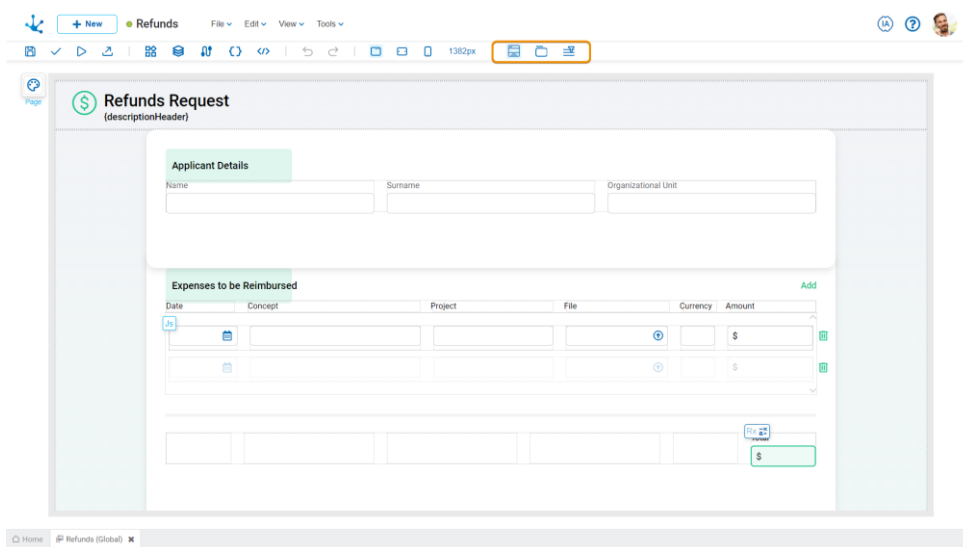 + New Refunds File Edit View Tools IA ?
1382px
Page
$ Refunds Request
{descriptionHeader}
Applicant Details
Name Surname Organizational Unit
Expenses to be Reimbursed Add
Date Concept Project File Currency Amount
Js
$
$
Rx
Total
$
Home Refunds (Global)